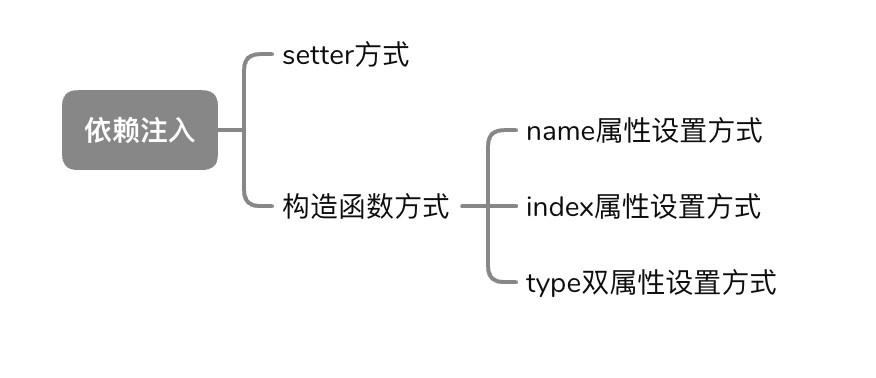 依赖注入
setter方式
构造函数方式
name属性设置方式
index属性设置方式
type双属性设置方式